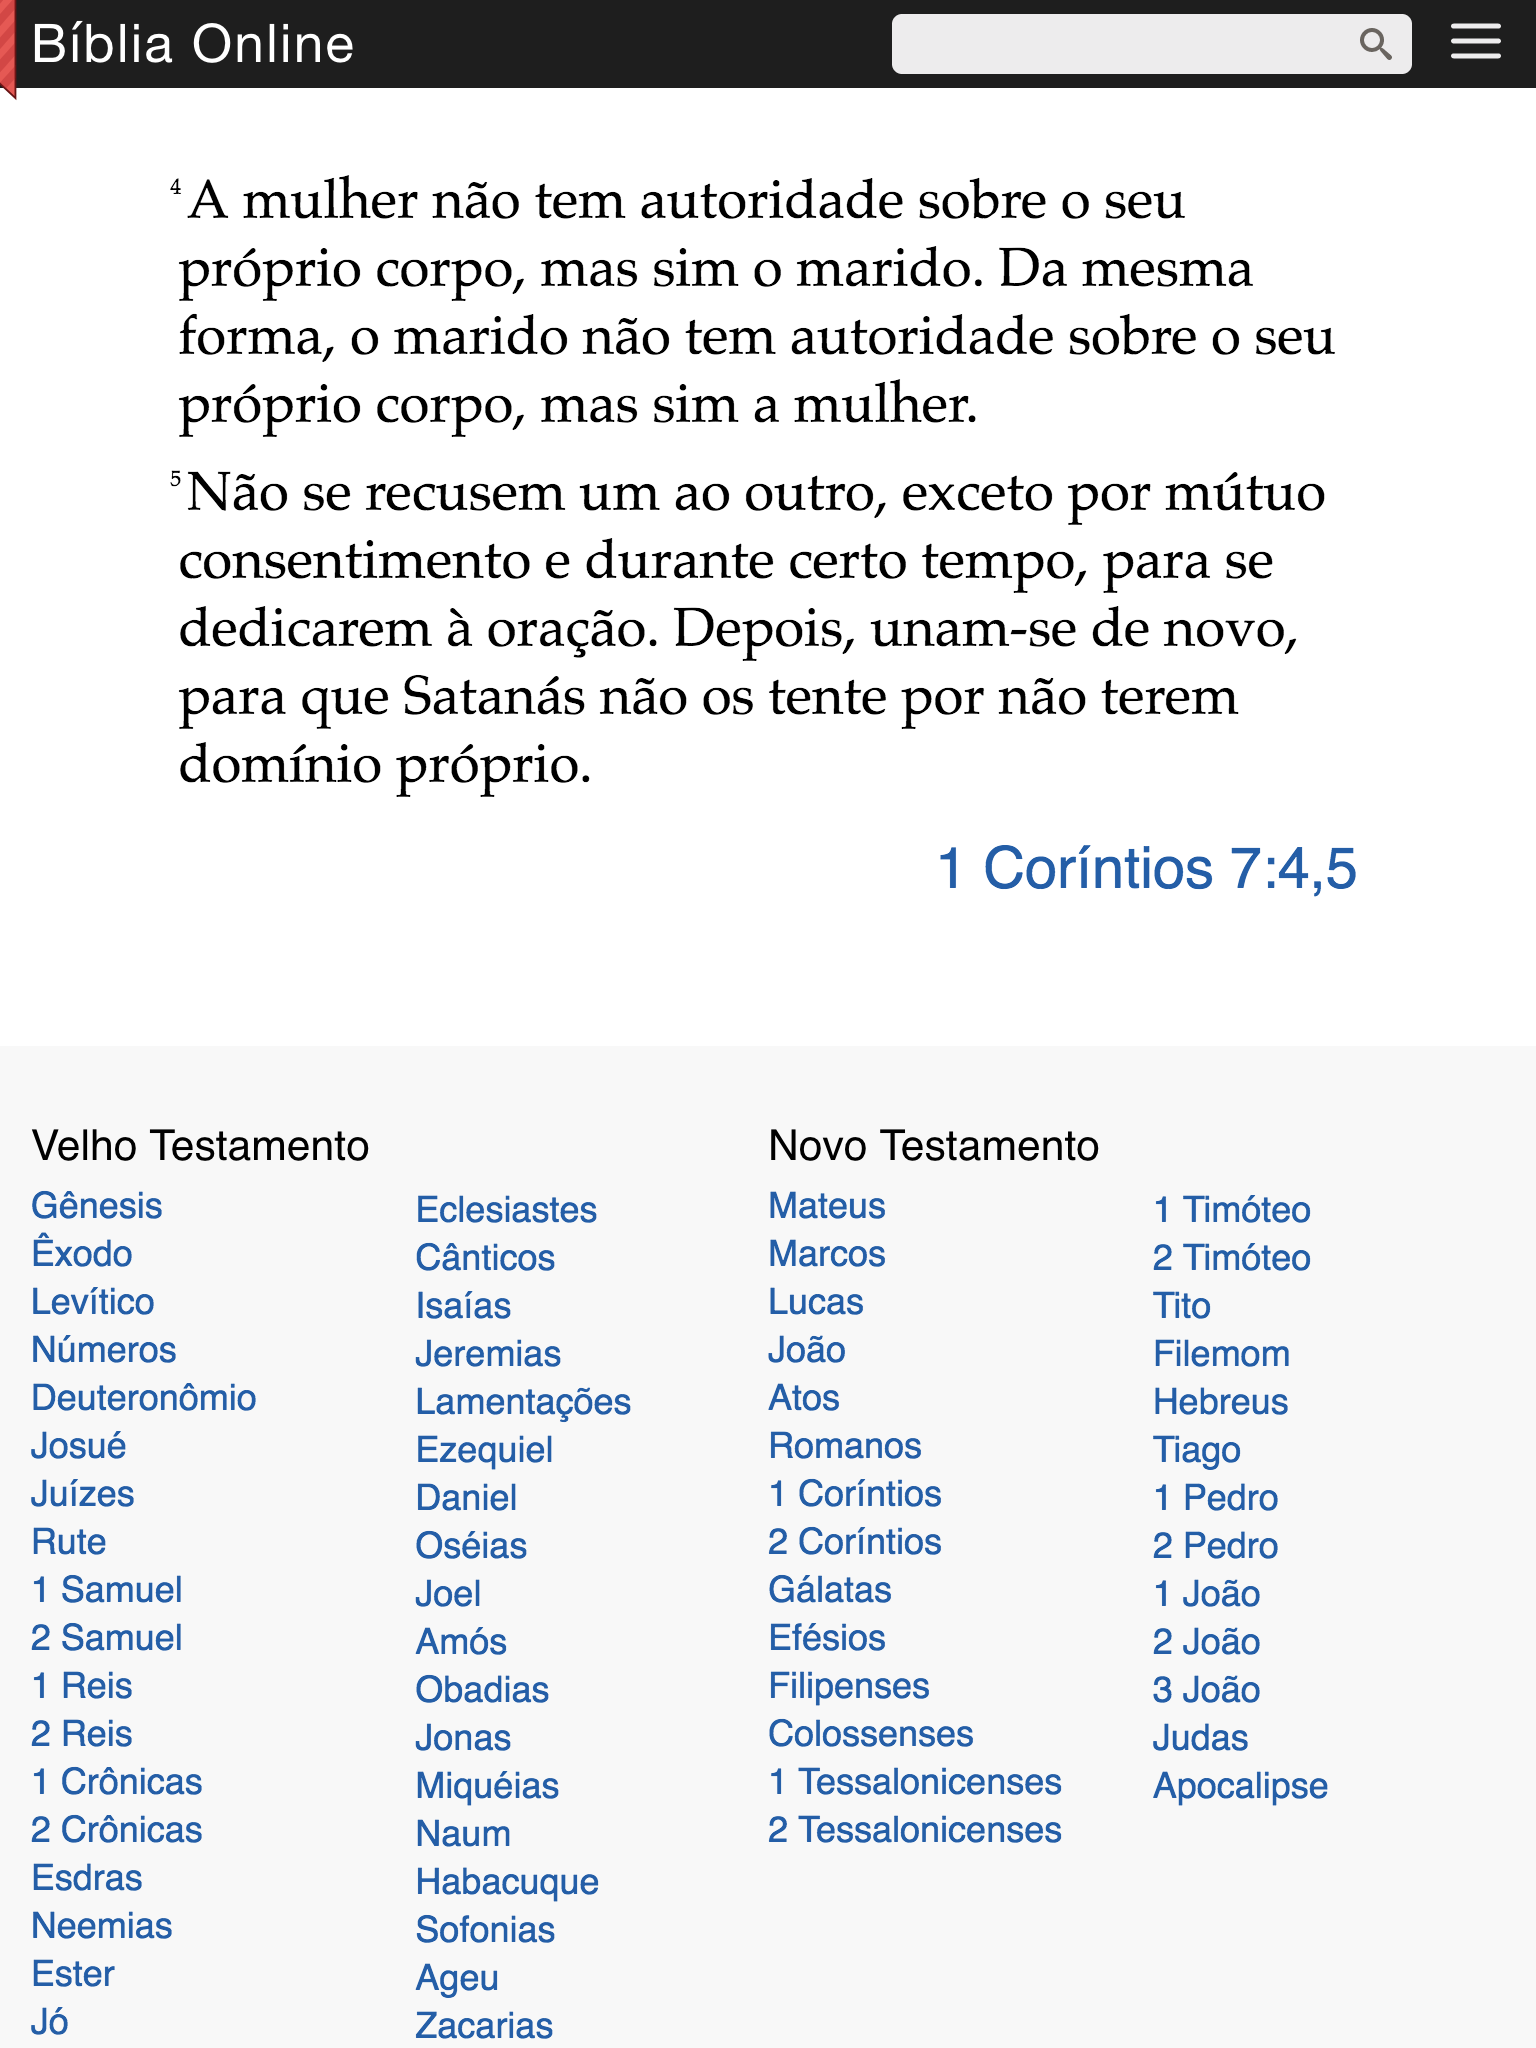 Bíblia Online
4 A mulher não tem autoridade sobre o seu
próprio corpo, mas sim o marido. Da mesma
forma, o marido não tem autoridade sobre o seu
próprio corpo, mas sim a mulher.
5 Não se recusem um ao outro, exceto por mútuo
consentimento e durante certo tempo, para se
dedicarem à oração. Depois, unam-se de novo,
para que Satanás não os tente por não terem
domínio próprio.
1 Coríntios 7:4,5
Velho Testamento
Gênesis
Êxodo
Levítico
Números
Deuteronômio
Josué
Juízes
Rute
1 Samuel
2 Samuel
1 Reis
2 Reis
1 Crônicas
2 Crônicas
Esdras
Neemias
Ester
Jó
Eclesiastes
Cânticos
Isaías
Jeremias
Lamentações
Ezequiel
Daniel
Oséias
Joel
Amós
Obadias
Jonas
Miquéias
Naum
Habacuque
Sofonias
Ageu
Zacarias
Novo Testamento
Mateus
Marcos
Lucas
João
Atos
Romanos
1 Coríntios
2 Coríntios
Gálatas
Efésios
Filipenses
Colossenses
1 Tessalonicenses
2 Tessalonicenses
1 Timóteo
2 Timóteo
Tito
Filemom
Hebreus
Tiago
1 Pedro
2 Pedro
1 João
2 João
3 João
Judas
Apocalipse